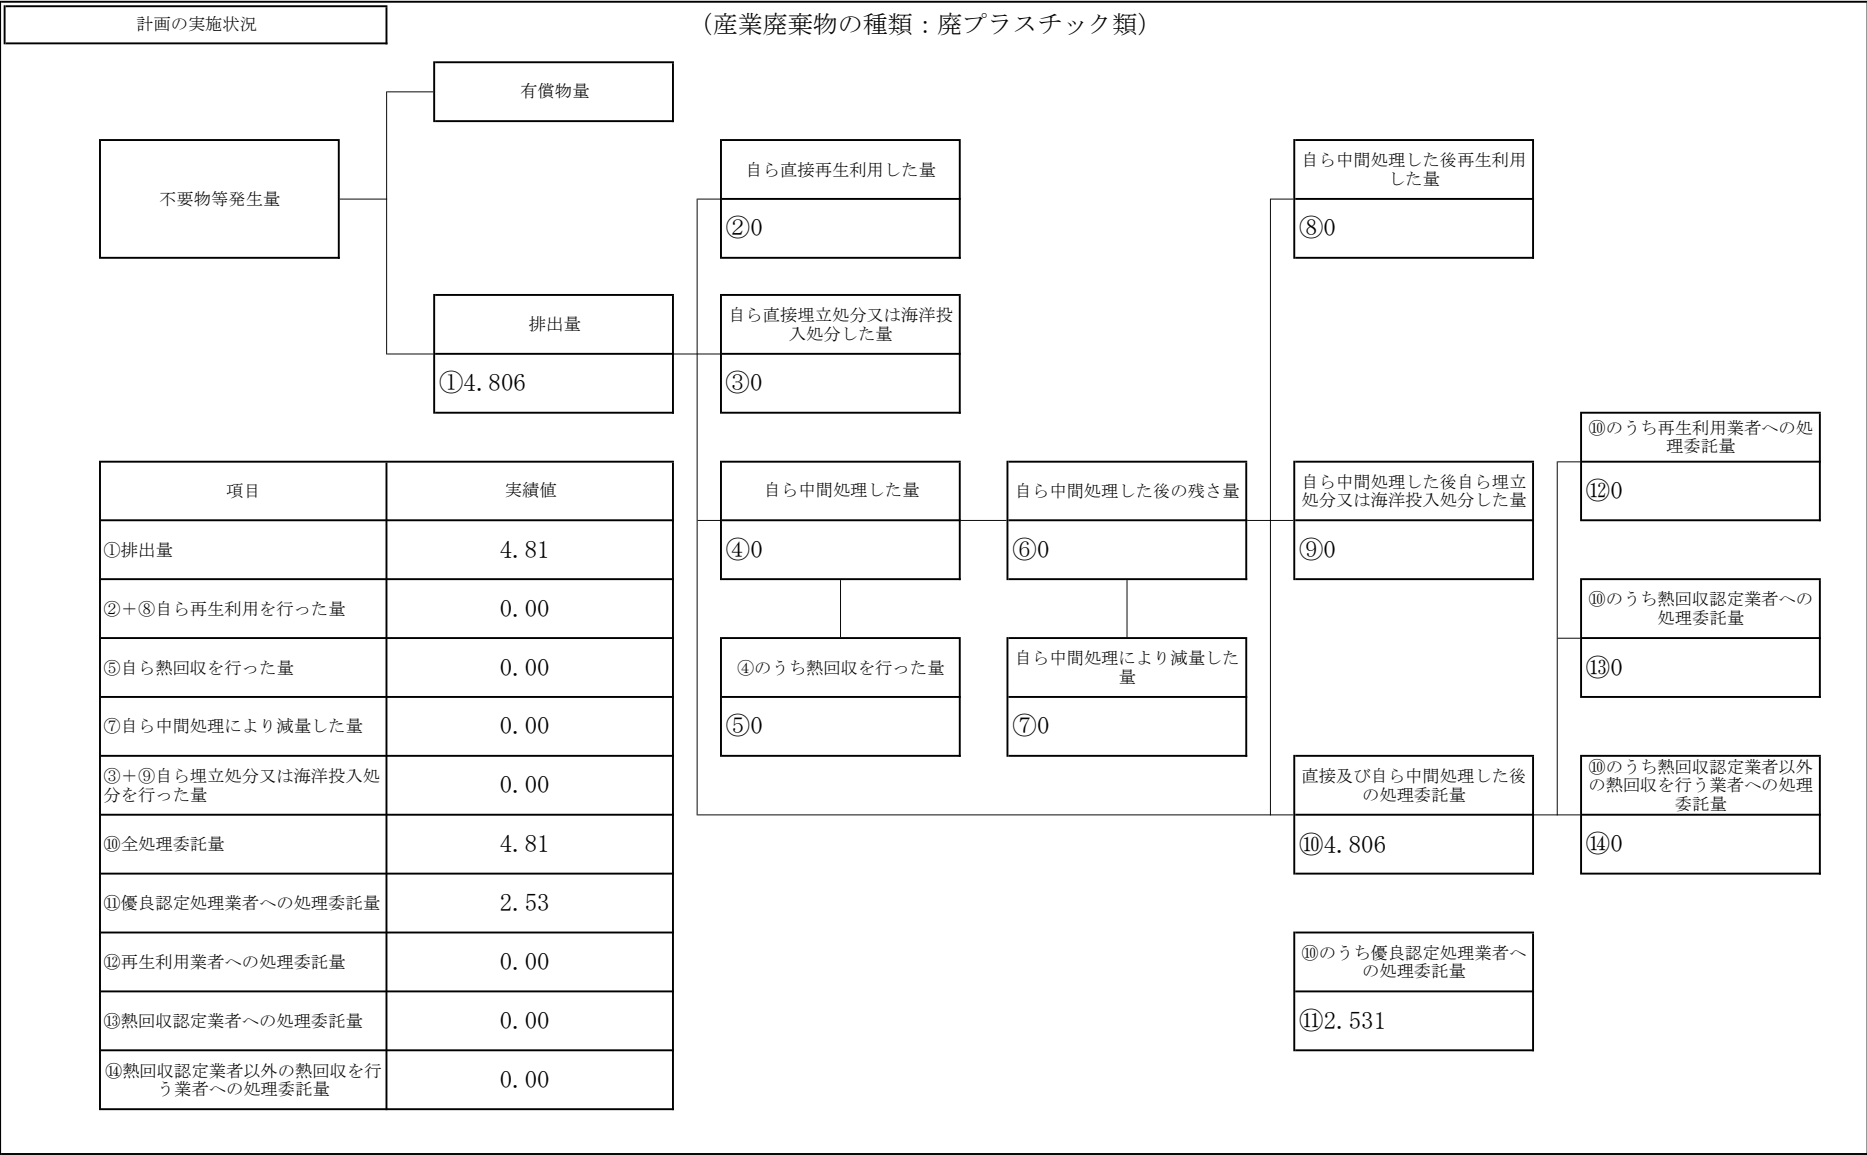 計画の実施状況
（産業廃棄物の種類：廃プラスチック類）
有償物量
不要物等発生量
自ら直接再生利用した量
②0
自ら中間処理した後再生利用
した量
⑧0
排出量
①4.806
自ら直接埋立処分又は海洋投
入処分した量
③0
⑩のうち再生利用業者への処
理委託量
⑫0
自ら中間処理した量
④0
自ら中間処理した後の残さ量
⑥0
自ら中間処理した後自ら埋立
処分又は海洋投入処分した量
⑨0
⑩のうち熱回収認定業者への
処理委託量
⑬0
④のうち熱回収を行った量
⑤0
自ら中間処理により減量した
量
⑦0
直接及び自ら中間処理した後
の処理委託量
⑩4.806
⑩のうち熱回収認定業者以外
の熱回収を行う業者への処理
委託量
⑭0
⑩のうち優良認定処理業者へ
の処理委託量
⑪2.531
項目 実績値
①排出量 4.81
②＋⑧自ら再生利用を行った量 0.00
⑤自ら熱回収を行った量 0.00
⑦自ら中間処理により減量した量 0.00
③＋⑨自ら埋立処分又は海洋投入処
分を行った量 0.00
⑩全処理委託量 4.81
⑪優良認定処理業者への処理委託量 2.53
⑫再生利用業者への処理委託量 0.00
⑬熱回収認定業者への処理委託量 0.00
⑭熱回収認定業者以外の熱回収を行
う業者への処理委託量 0.00